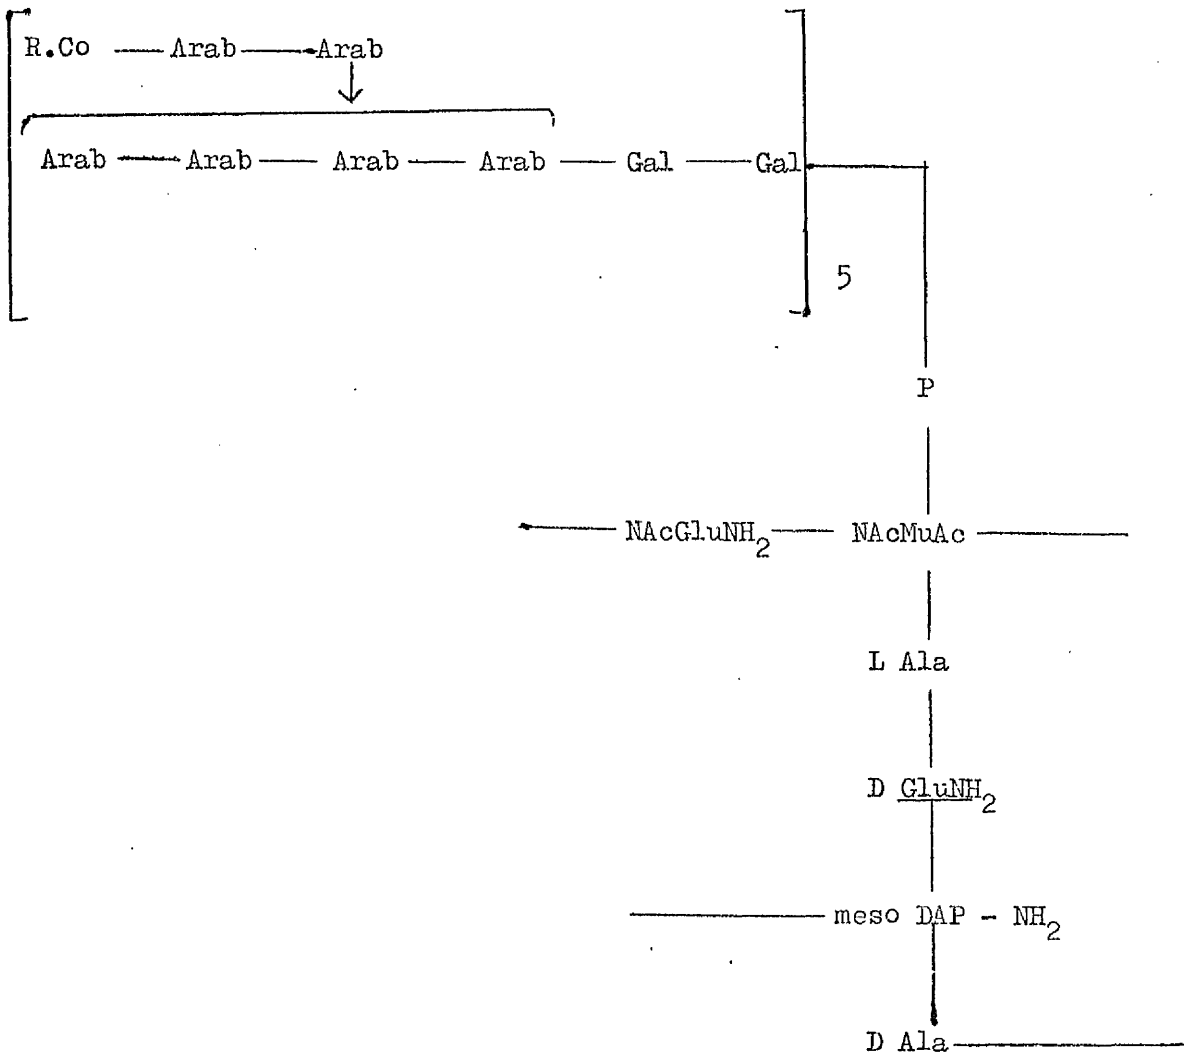 R.Co Arab Arab
Arab Arab Arab Arab Gal Gal
5
P
NAcGluNH₂ NAcMuAc
L Ala
D GluNH₂
meso DAP - NH₂
D Ala